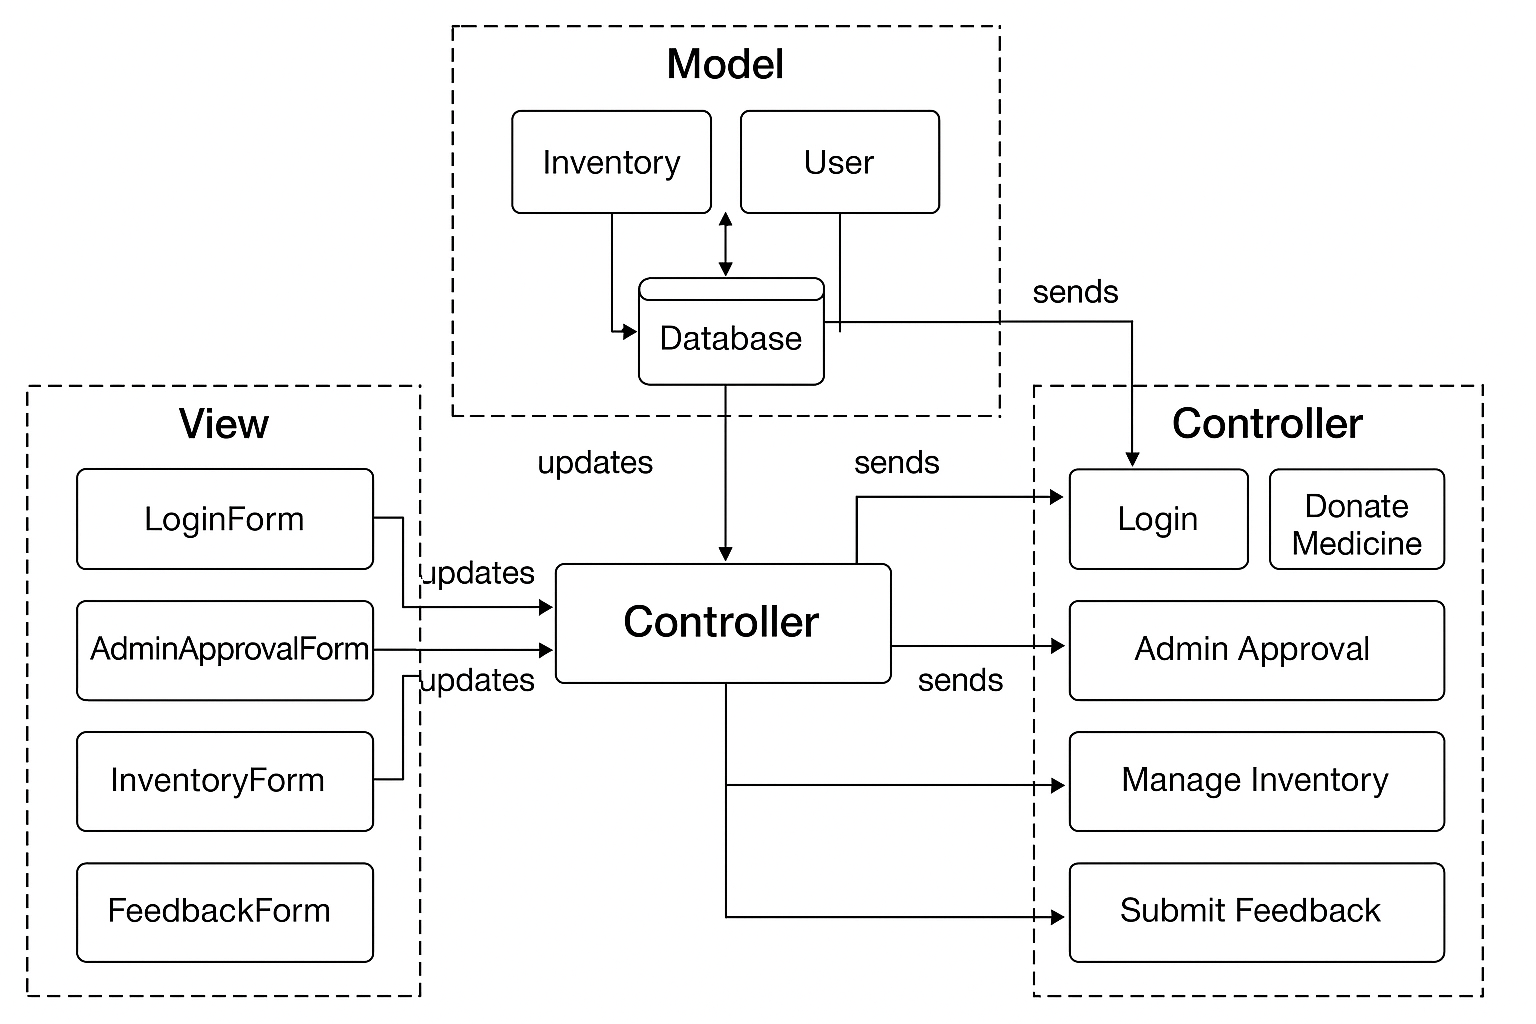 Model
Inventory
User
Database
sends
View
LoginForm
AdminApprovalForm
InventoryForm
FeedbackForm
updates
updates
updates
Controller
sends
sends
Controller
Login
Donate
Medicine
Admin Approval
Manage Inventory
Submit Feedback